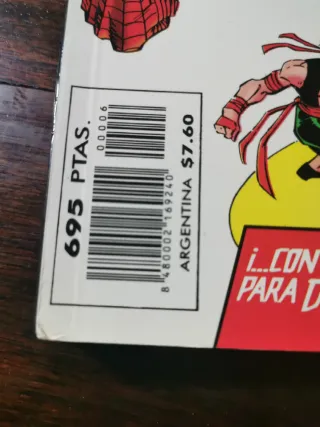 695 PTAS.
00006
8 480002 169240
ARGENTINA $7.60
¡...CON
PARA D